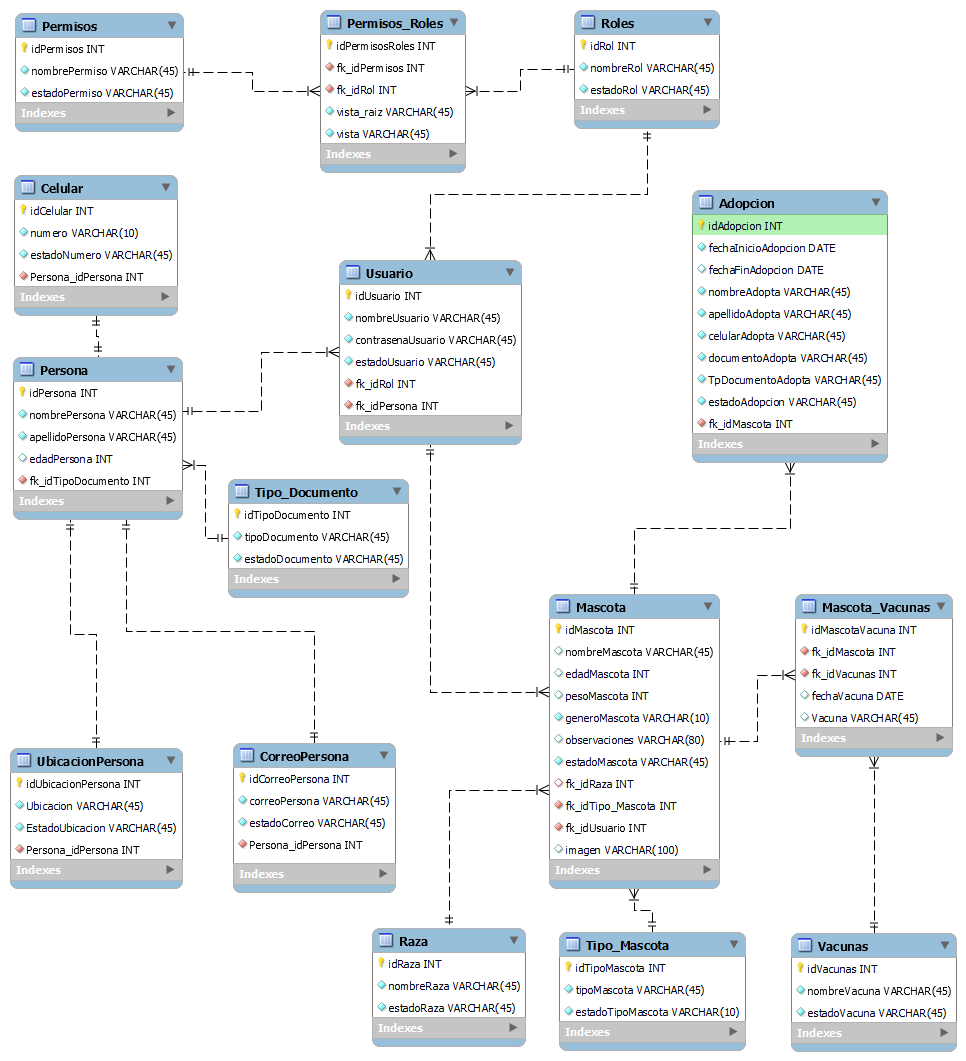 Permisos
idPermisos INT
nombrePermiso VARCHAR(45)
estadoPermiso VARCHAR(45)
Indexes
Permisos_Roles
idPermisosRoles INT
fk_idPermisos INT
fk_idRol INT
vista_raiz VARCHAR(45)
vista VARCHAR(45)
Indexes
Roles
idRol INT
nombreRol VARCHAR(45)
estadoRol VARCHAR(45)
Indexes
Celular
idCelular INT
numero VARCHAR(10)
estadoNumero VARCHAR(45)
Persona_idPersona INT
Indexes
Usuario
idUsuario INT
nombreUsuario VARCHAR(45)
contrasenaUsuario VARCHAR(45)
estadoUsuario VARCHAR(45)
fk_idRol INT
fk_idPersona INT
Indexes
Adopcion
idAdopcion INT
fechaInicioAdopcion DATE
fechaFinAdopcion DATE
nombreAdopta VARCHAR(45)
apellidoAdopta VARCHAR(45)
celularAdopta VARCHAR(45)
documentoAdopta VARCHAR(45)
TpDocumentoAdopta VARCHAR(45)
estadoAdopcion VARCHAR(45)
fk_idMascota INT
Indexes
Persona
idPersona INT
nombrePersona VARCHAR(45)
apellidoPersona VARCHAR(45)
edadPersona INT
fk_idTipoDocumento INT
Indexes
Tipo_Documento
idTipoDocumento INT
tipoDocumento VARCHAR(45)
estadoDocumento VARCHAR(45)
Indexes
Mascota
idMascota INT
nombreMascota VARCHAR(45)
edadMascota INT
pesoMascota INT
generoMascota VARCHAR(10)
observaciones VARCHAR(80)
estadoMascota VARCHAR(45)
fk_idRaza INT
fk_idTipo_Mascota INT
fk_idUsuario INT
imagen VARCHAR(100)
Indexes
Mascota_Vacunas
idMascotaVacuna INT
fk_idMascota INT
fk_idVacunas INT
fechaVacuna DATE
Vacuna VARCHAR(45)
Indexes
UbicacionPersona
idUbicacionPersona INT
Ubicacion VARCHAR(45)
EstadoUbicacion VARCHAR(45)
Persona_idPersona INT
Indexes
CorreoPersona
idCorreoPersona INT
correoPersona VARCHAR(45)
estadoCorreo VARCHAR(45)
Persona_idPersona INT
Indexes
Raza
idRaza INT
nombreRaza VARCHAR(45)
estadoRaza VARCHAR(45)
Indexes
Tipo_Mascota
idTipoMascota INT
tipoMascota VARCHAR(45)
estadoTipoMascota VARCHAR(10)
Indexes
Vacunas
idVacunas INT
nombreVacuna VARCHAR(45)
estadoVacuna VARCHAR(45)
Indexes